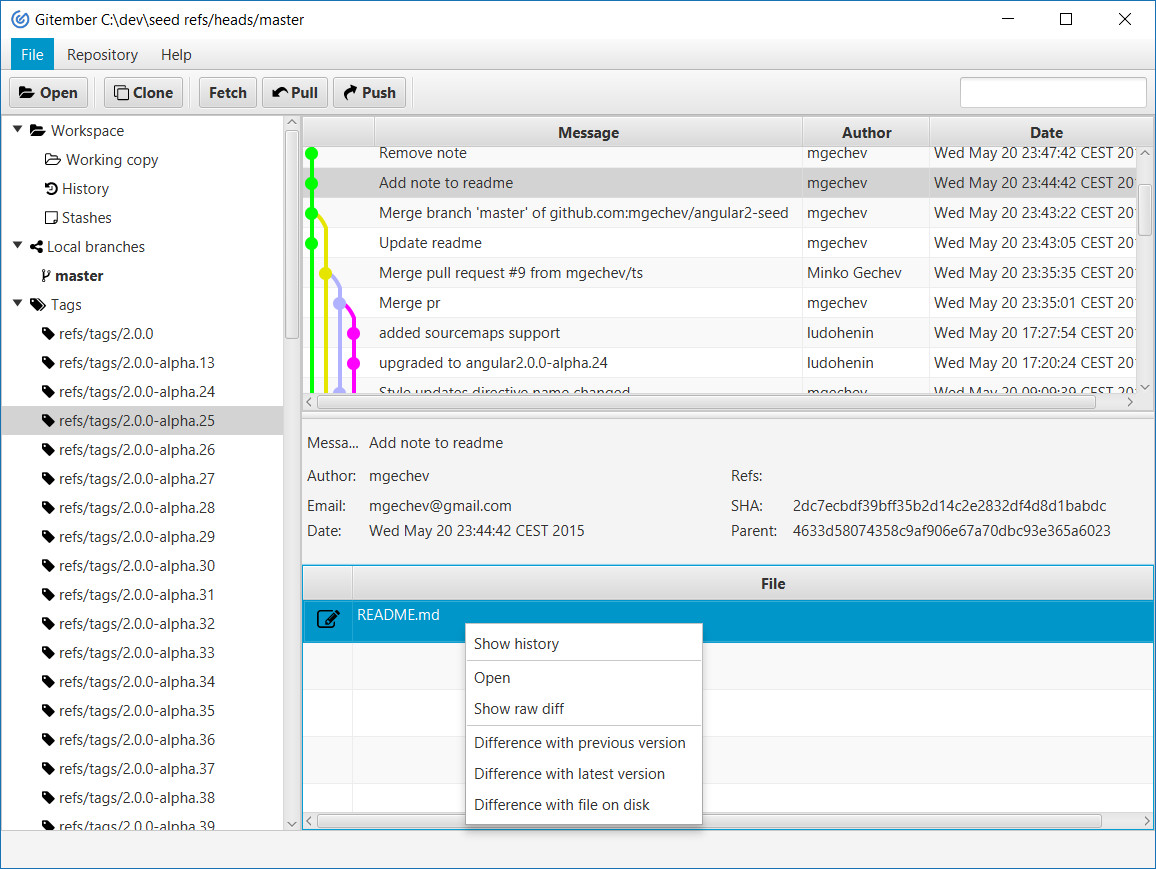 Gitember C:\dev\seed refs/heads/master
File Repository Help
Open Clone Fetch Pull Push
Workspace
Working copy
History
Stashes
Local branches
master
Tags
refs/tags/2.0.0
refs/tags/2.0.0-alpha.13
refs/tags/2.0.0-alpha.24
refs/tags/2.0.0-alpha.25
refs/tags/2.0.0-alpha.26
refs/tags/2.0.0-alpha.27
refs/tags/2.0.0-alpha.28
refs/tags/2.0.0-alpha.29
refs/tags/2.0.0-alpha.30
refs/tags/2.0.0-alpha.31
refs/tags/2.0.0-alpha.32
refs/tags/2.0.0-alpha.33
refs/tags/2.0.0-alpha.34
refs/tags/2.0.0-alpha.35
refs/tags/2.0.0-alpha.36
refs/tags/2.0.0-alpha.37
refs/tags/2.0.0-alpha.38
refs/tags/2.0.0-alpha.39
Message Author Date
Remove note mgechev Wed May 20 23:47:42 CEST 20
Add note to readme mgechev Wed May 20 23:44:42 CEST 20
Merge branch 'master' of github.com:mgechev/angular2-seed mgechev Wed May 20 23:43:22 CEST 20
Update readme mgechev Wed May 20 23:43:05 CEST 20
Merge pull request #9 from mgechev/ts Minko Gechev Wed May 20 23:35:35 CEST 20
Merge pr mgechev Wed May 20 23:35:01 CEST 20
added sourcemaps support ludohenin Wed May 20 17:27:54 CEST 20
upgraded to angular2.0.0-alpha.24 ludohenin Wed May 20 17:20:24 CEST 20
Style updates directive name changed mgechev Wed May 20 09:09:39 CEST 20
Messa... Add note to readme
Author: mgechev Refs:
Email: mgechev@gmail.com SHA: 2dc7ecbdf39bff35b2d14c2e2832df4d8d1babdc
Date: Wed May 20 23:44:42 CEST 2015 Parent: 4633d58074358c9af906e67a70dbc93e365a6023
File
README.md
Show history
Open
Show raw diff
Difference with previous version
Difference with latest version
Difference with file on disk